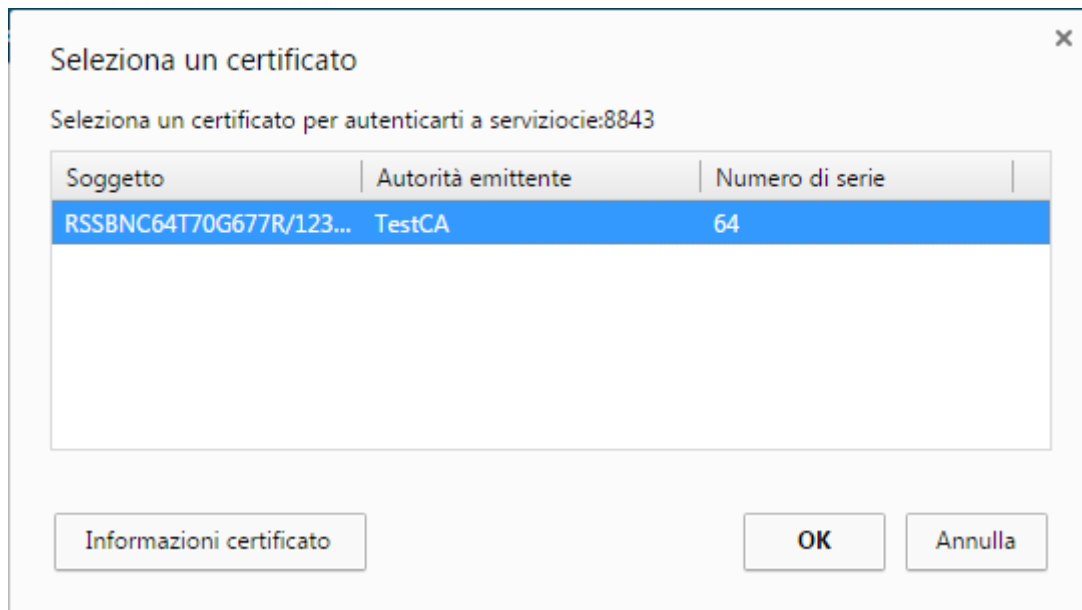 Seleziona un certificato
Seleziona un certificato per autenticarti a serviziocie:8843
Soggetto Autorità emittente Numero di serie
RSSBNC64T70G677R/123... TestCA 64
Informazioni certificato OK Annulla